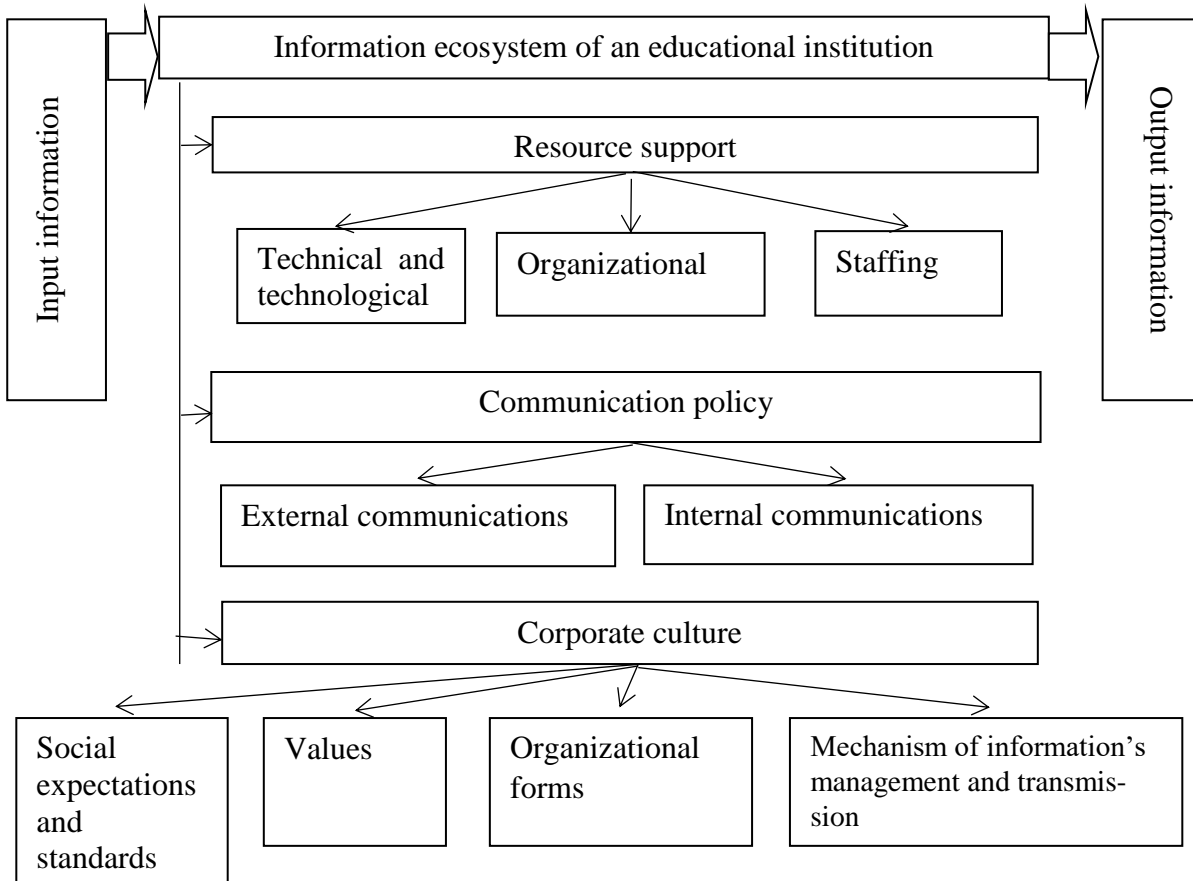 Input information
Information ecosystem of an educational institution
Output information
Resource support
Technical and
technological
Organizational
Staffing
Communication policy
External communications
Internal communications
Corporate culture
Social
expectations
and
standards
Values
Organizational
forms
Mechanism of information’s
management and transmis-
sion